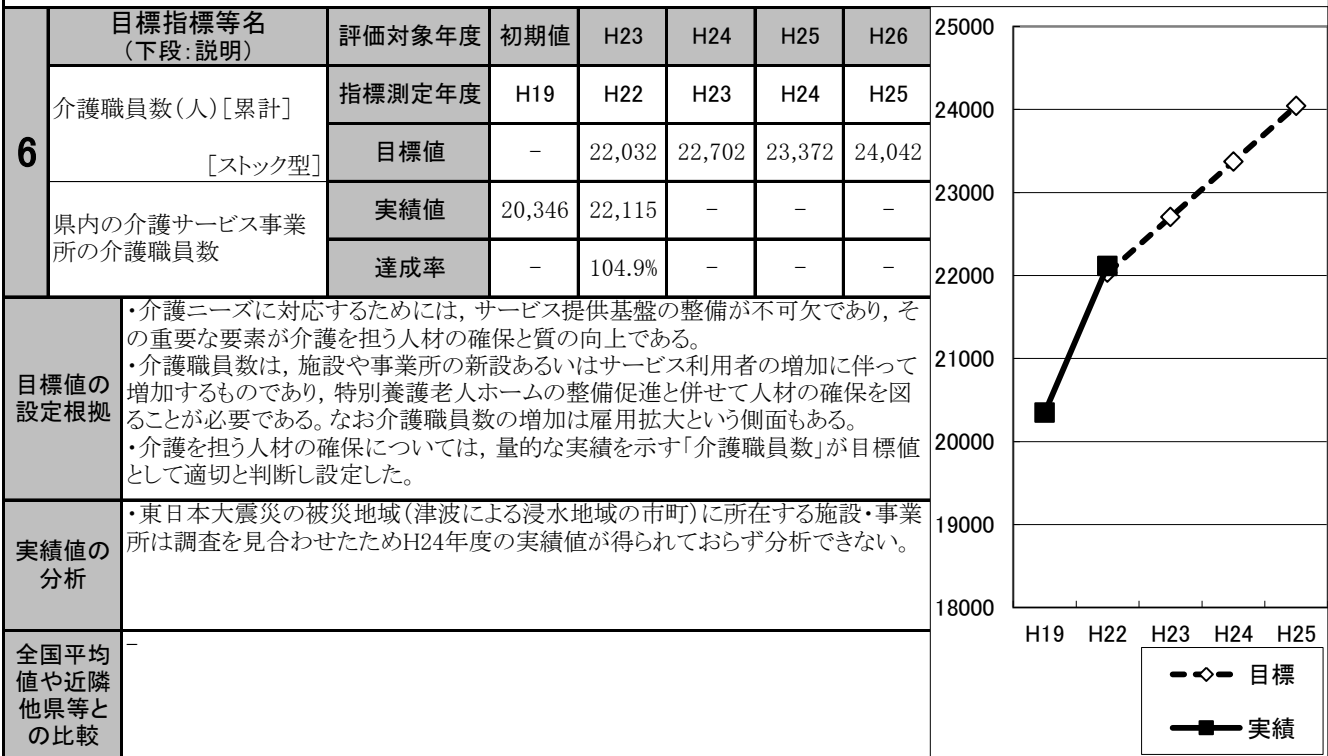 6
目標指標等名
(下段:説明)
評価対象年度 初期値 H23 H24 H25 H26
介護職員数(人)[累計]
[ストック型]
指標測定年度 H19 H22 H23 H24 H25
目標値 - 22,032 22,702 23,372 24,042
県内の介護サービス事業
所の介護職員数
実績値 20,346 22,115 - - -
達成率 - 104.9% - - -
目標値の
設定根拠
・介護ニーズに対応するためには,サービス提供基盤の整備が不可欠であり,そ
の重要な要素が介護を担う人材の確保と質の向上である。
・介護職員数は,施設や事業所の新設あるいはサービス利用者の増加に伴って
増加するものであり,特別養護老人ホームの整備促進と併せて人材の確保を図
ることが必要である。なお介護職員数の増加は雇用拡大という側面もある。
・介護を担う人材の確保については,量的な実績を示す「介護職員数」が目標値
として適切と判断し設定した。
実績値の
分析
・東日本大震災の被災地域(津波による浸水地域の市町)に所在する施設・事業
所は調査を見合わせたためH24年度の実績値が得られておらず分析できない。
全国平均
値や近隣
他県等と
の比較
-
25000
24000
23000
22000
21000
20000
19000
18000
H19 H22 H23 H24 H25
目標
実績